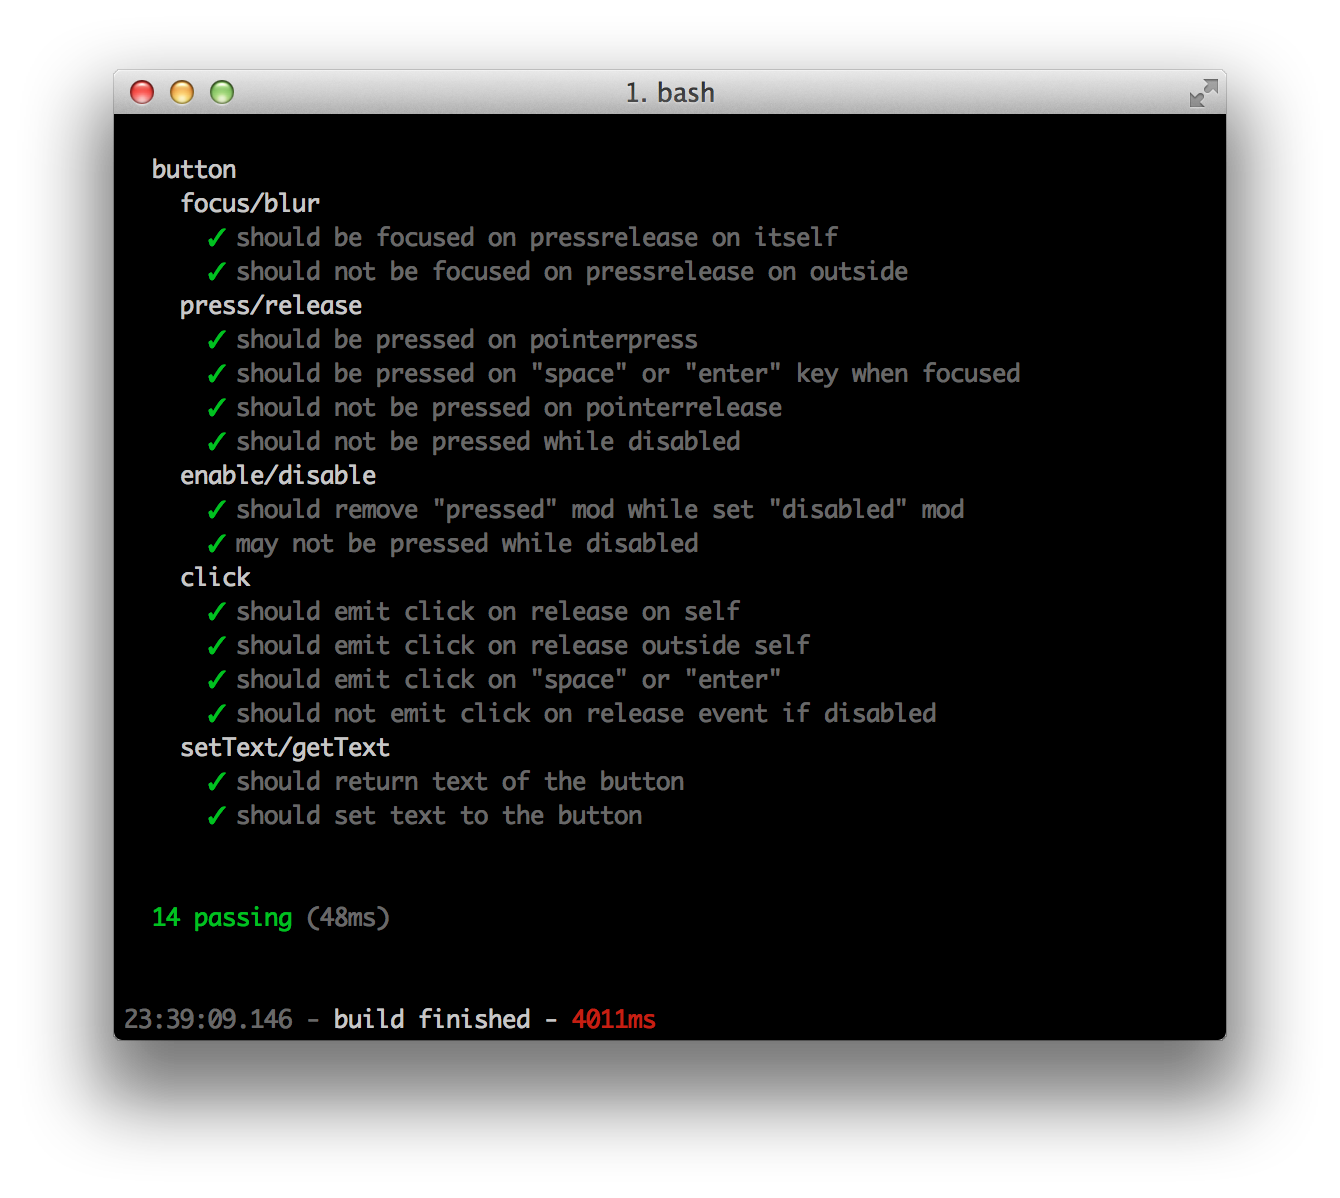 1. bash
button
focus/blur
✓ should be focused on pressrelease on itself
✓ should not be focused on pressrelease on outside
press/release
✓ should be pressed on pointerpress
✓ should be pressed on "space" or "enter" key when focused
✓ should not be pressed on pointerrelease
✓ should not be pressed while disabled
enable/disable
✓ should remove "pressed" mod while set "disabled" mod
✓ may not be pressed while disabled
click
✓ should emit click on release on self
✓ should emit click on release outside self
✓ should emit click on "space" or "enter"
✓ should not emit click on release event if disabled
setText/getText
✓ should return text of the button
✓ should set text to the button
14 passing (48ms)
23:39:09.146 - build finished - 4011ms